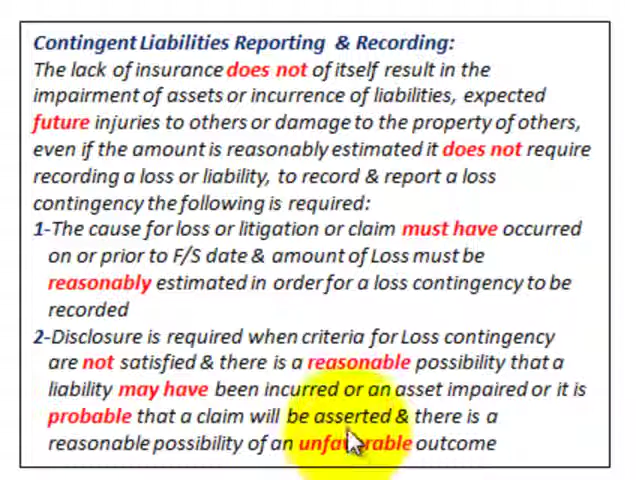 Contingent Liabilities Reporting & Recording:
The lack of insurance does not of itself result in the
impairment of assets or incurrence of liabilities, expected
future injuries to others or damage to the property of others,
even if the amount is reasonably estimated it does not require
recording a loss or liability, to record & report a loss
contingency the following is required:
1-The cause for loss or litigation or claim must have occurred
on or prior to F/S date & amount of Loss must be
reasonably estimated in order for a loss contingency to be
recorded
2-Disclosure is required when criteria for Loss contingency
are not satisfied & there is a reasonable possibility that a
liability may have been incurred or an asset impaired or it is
probable that a claim will be asserted & there is a
reasonable possibility of an unfavorable outcome